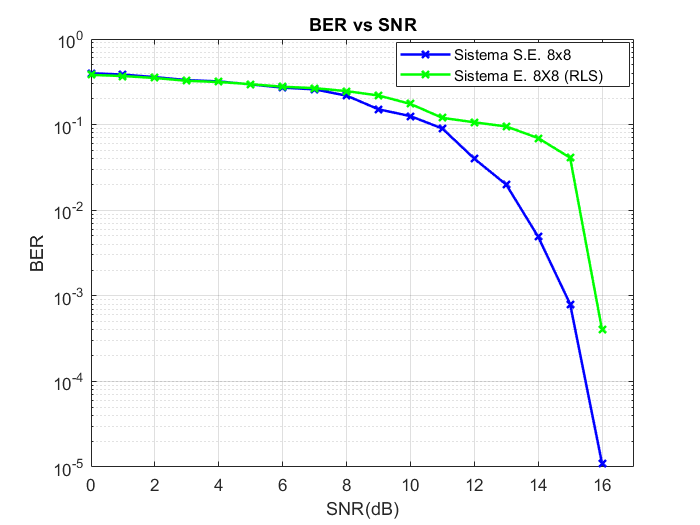 BER vs SNR
Sistema S.E. 8x8
Sistema E. 8X8 (RLS)
10^0
10^-1
10^-2
10^-3
10^-4
10^-5
BER
0 2 4 6 8 10 12 14 16
SNR(dB)